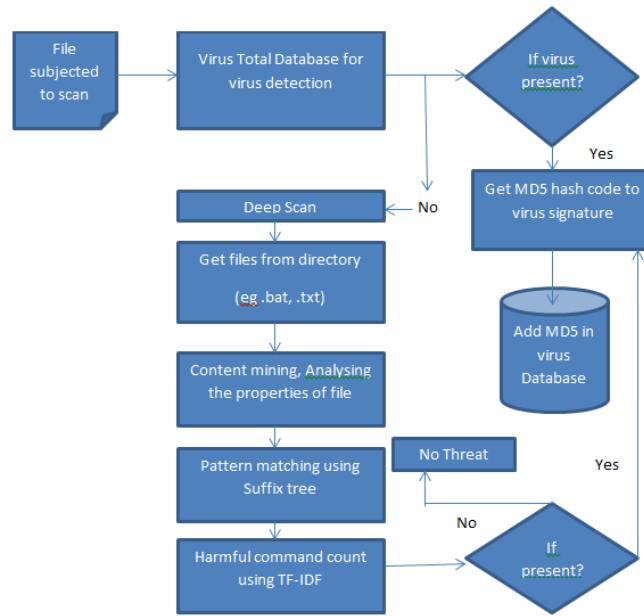 File
subjected
to scan
Virus Total Database for
virus detection
If virus
present?
Yes
Get MD5 hash code to
virus signature
No
Deep Scan
Get files from directory
(eg .bat, .txt)
Add MD5 in
virus
Database
Content mining, Analysing
the properties of file
No Threat
Pattern matching using
Suffix tree
Yes
No
Harmful command count
using TF-IDF
If
present?